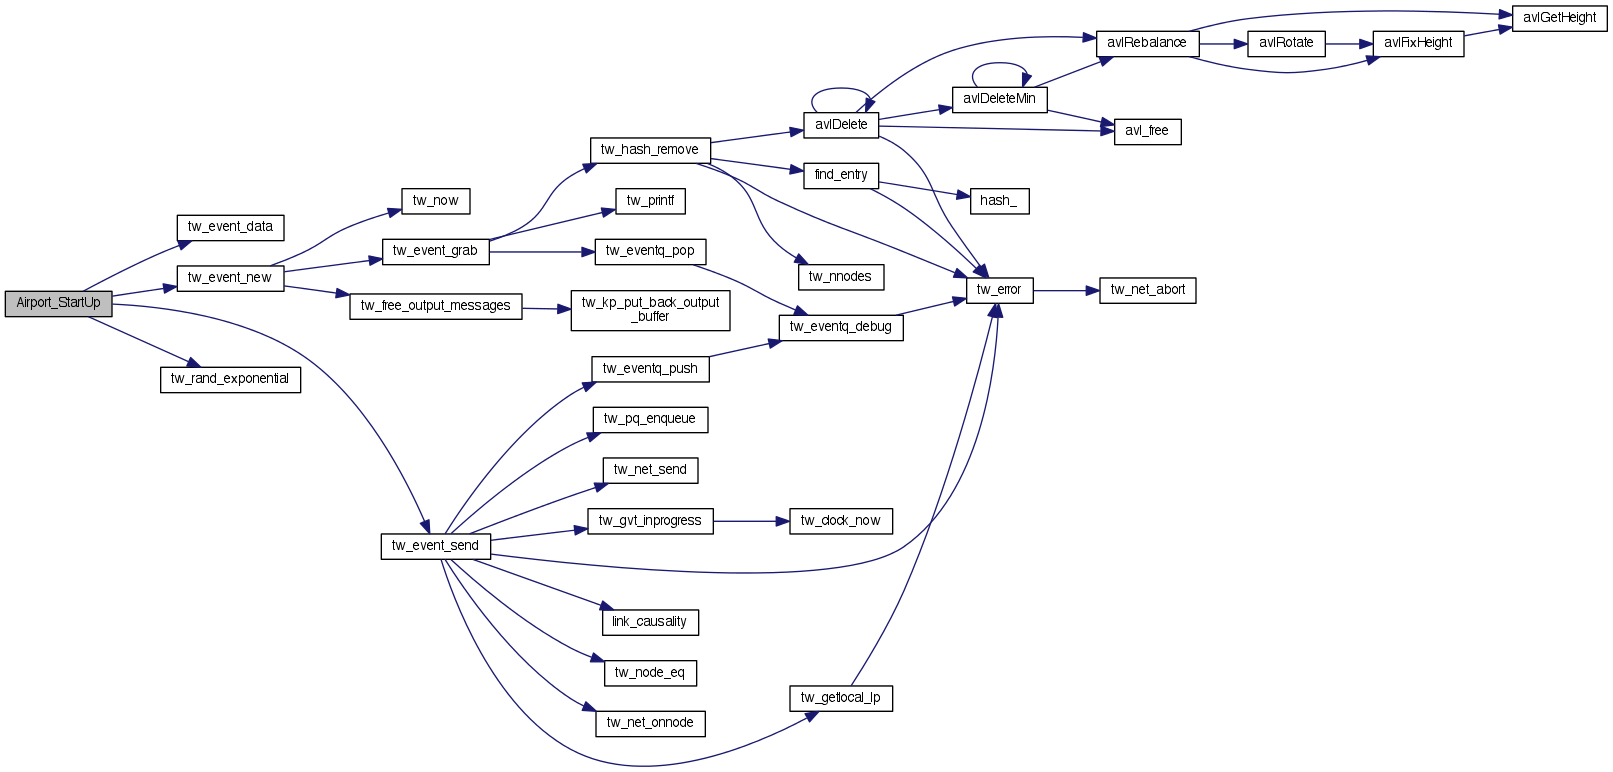 avlGetHeight
avlRebalance
avlRotate
avlFixHeight
avlDeleteMin
avlDelete
avl_free
tw_hash_remove
find_entry
hash_
tw_now
tw_printf
tw_event_data
tw_event_grab
tw_eventq_pop
tw_event_new
tw_nnodes
tw_error
tw_net_abort
Airport_StartUp
tw_free_output_messages
tw_kp_put_back_output
_buffer
tw_eventq_debug
tw_eventq_push
tw_rand_exponential
tw_pq_enqueue
tw_net_send
tw_gvt_inprogress
tw_clock_now
tw_event_send
link_causality
tw_node_eq
tw_getlocal_lp
tw_net_onnode